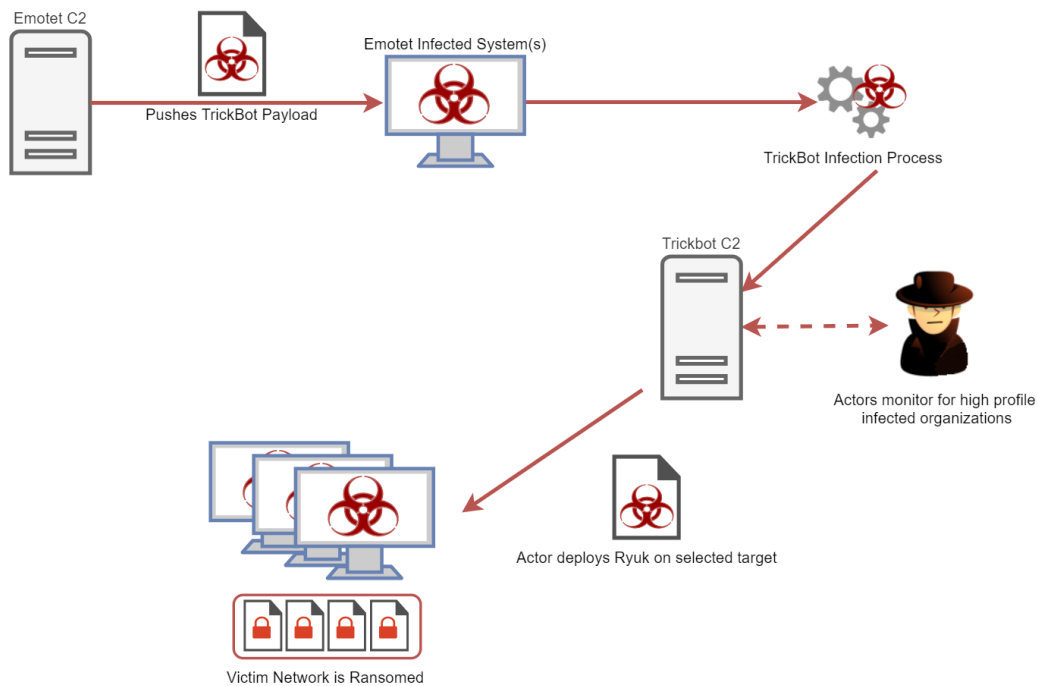 Emotet C2
Emotet Infected System(s)
Pushes TrickBot Payload
TrickBot Infection Process
Trickbot C2
Actors monitor for high profile
infected organizations
Actor deploys Ryuk on selected target
Victim Network is Ransomed